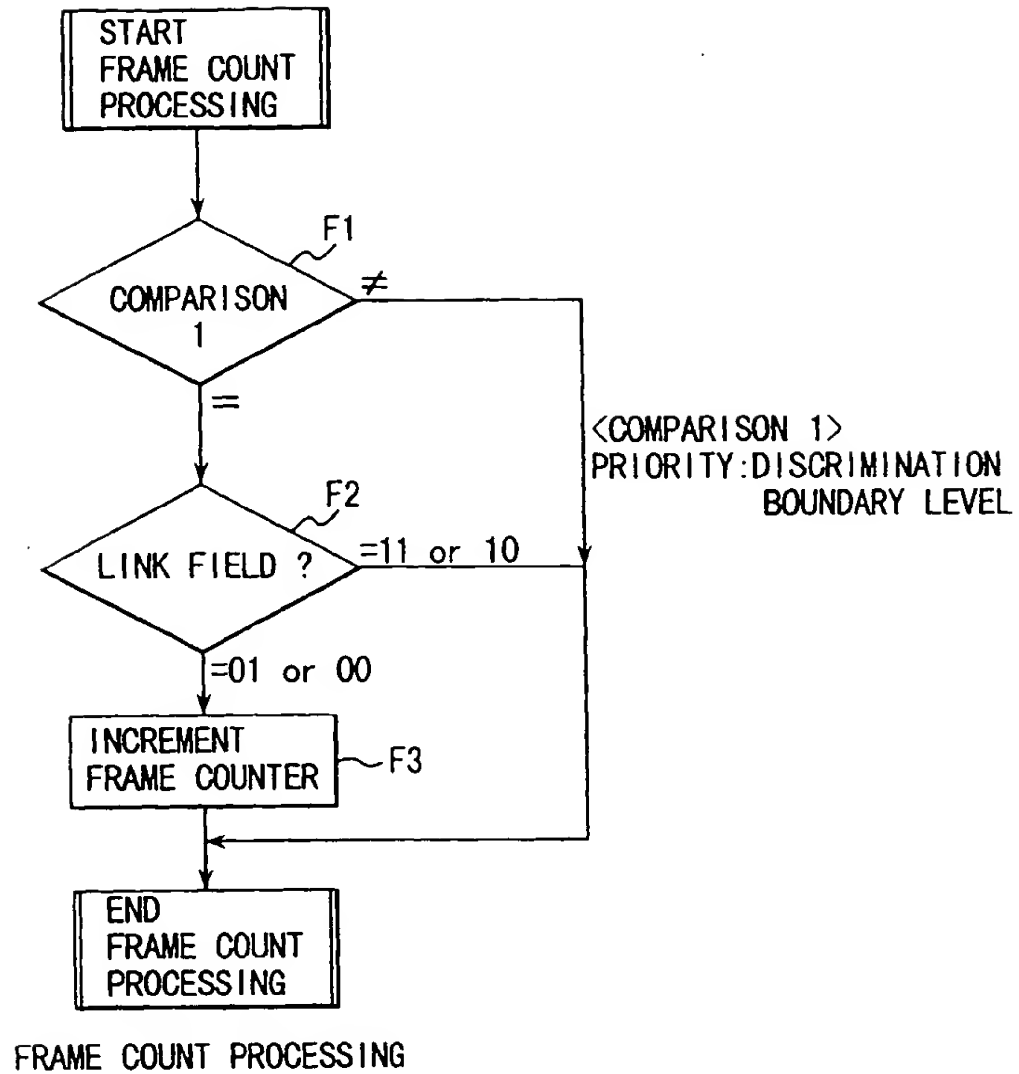 START
FRAME COUNT
PROCESSING
F1
≠
COMPARISON
1
=
<COMPARISON 1>
PRIORITY:DISCRIMINATION
BOUNDARY LEVEL
F2
=11 or 10
LINK FIELD ?
=01 or 00
INCREMENT
FRAME COUNTER
F3
END
FRAME COUNT
PROCESSING
FRAME COUNT PROCESSING